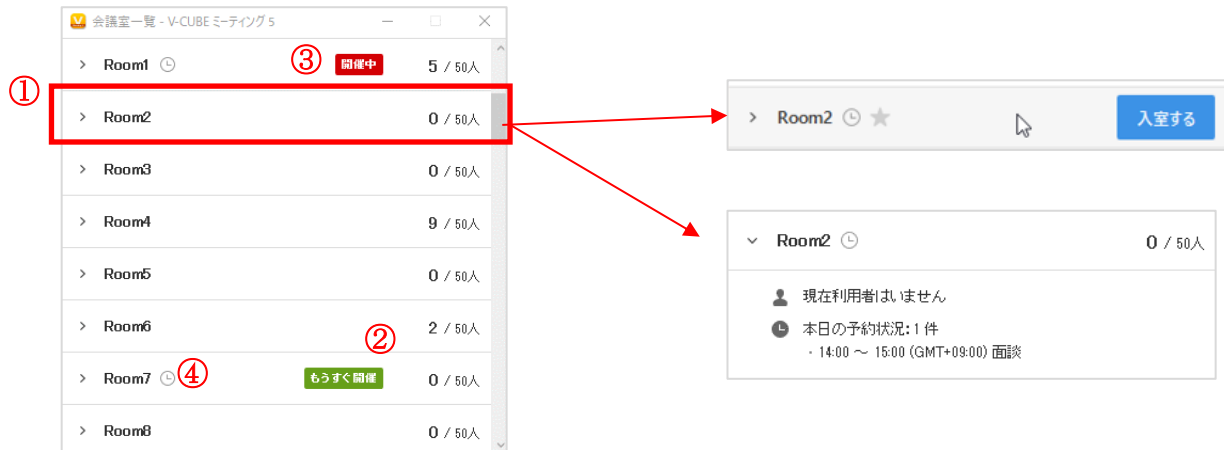 会議室一覧 - V-CUBE ミーティング 5
Room1 ③ 開催中 5 / 50人
①
Room2 0 / 50人
Room3 0 / 50人
Room4 9 / 50人
Room5 0 / 50人
Room6 2 / 50人
②
Room7 ④ もうすぐ開催 0 / 50人
Room8 0 / 50人
Room2 入室する
Room2 0 / 50人
現在利用者はいません
本日の予約状況: 1 件
・14:00 ～ 15:00 (GMT+09:00) 面談